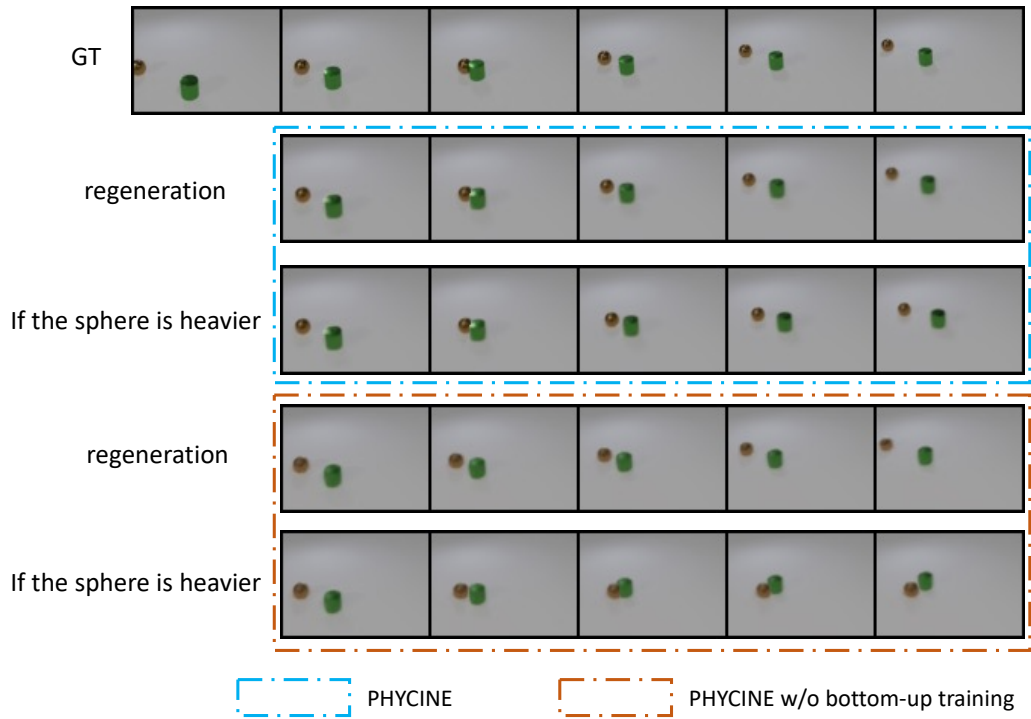 GT
regeneration
If the sphere is heavier
regeneration
If the sphere is heavier
PHYCINE
PHYCINE w/o bottom-up training